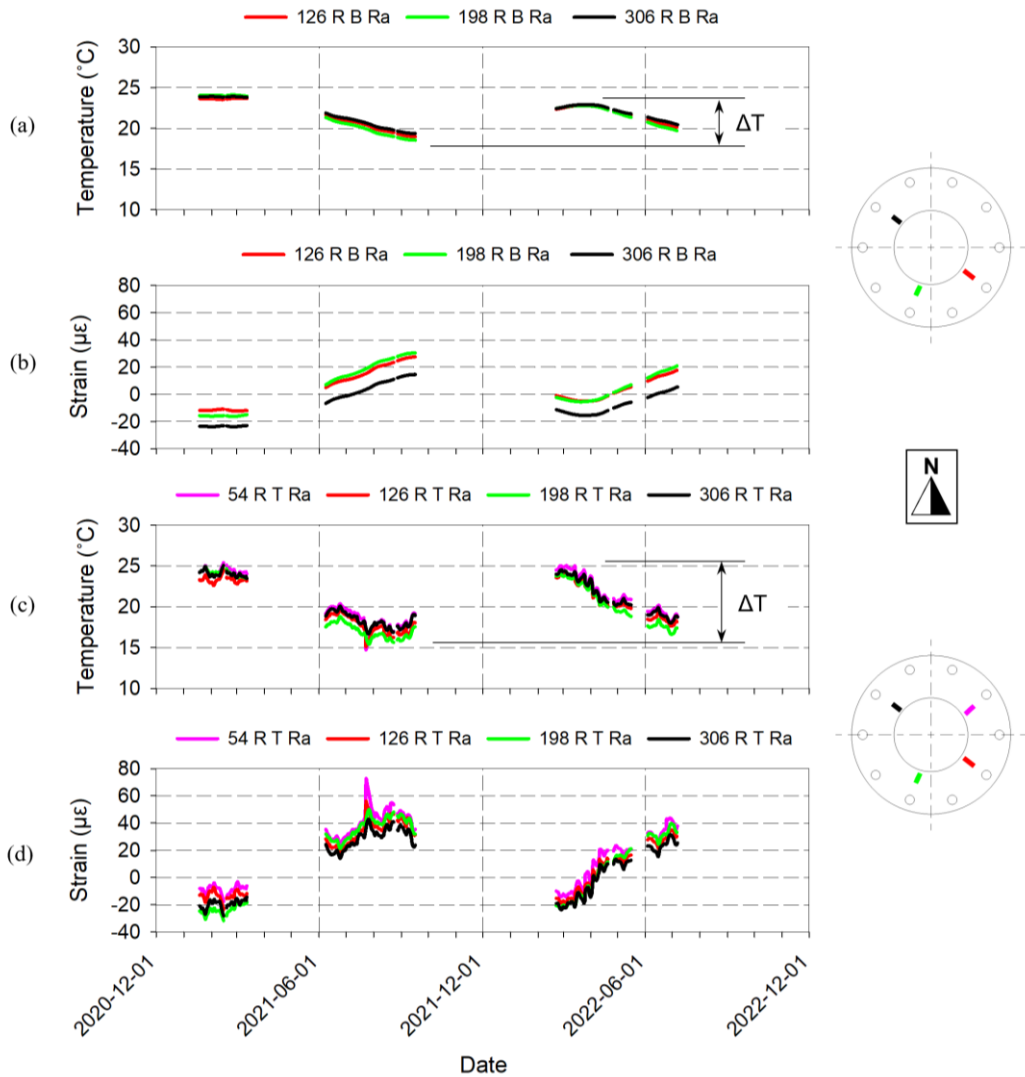 126 R B Ra 198 R B Ra 306 R B Ra
(a)
Temperature (°C)
30
25
20
15
10
ΔT
126 R B Ra 198 R B Ra 306 R B Ra
(b)
Strain (με)
80
60
40
20
0
-20
-40
N
54 R T Ra 126 R T Ra 198 R T Ra 306 R T Ra
(c)
Temperature (°C)
30
25
20
15
10
ΔT
54 R T Ra 126 R T Ra 198 R T Ra 306 R T Ra
(d)
Strain (με)
80
60
40
20
0
-20
-40
2020-12-01
2021-06-01
2021-12-01
2022-06-01
2022-12-01
Date